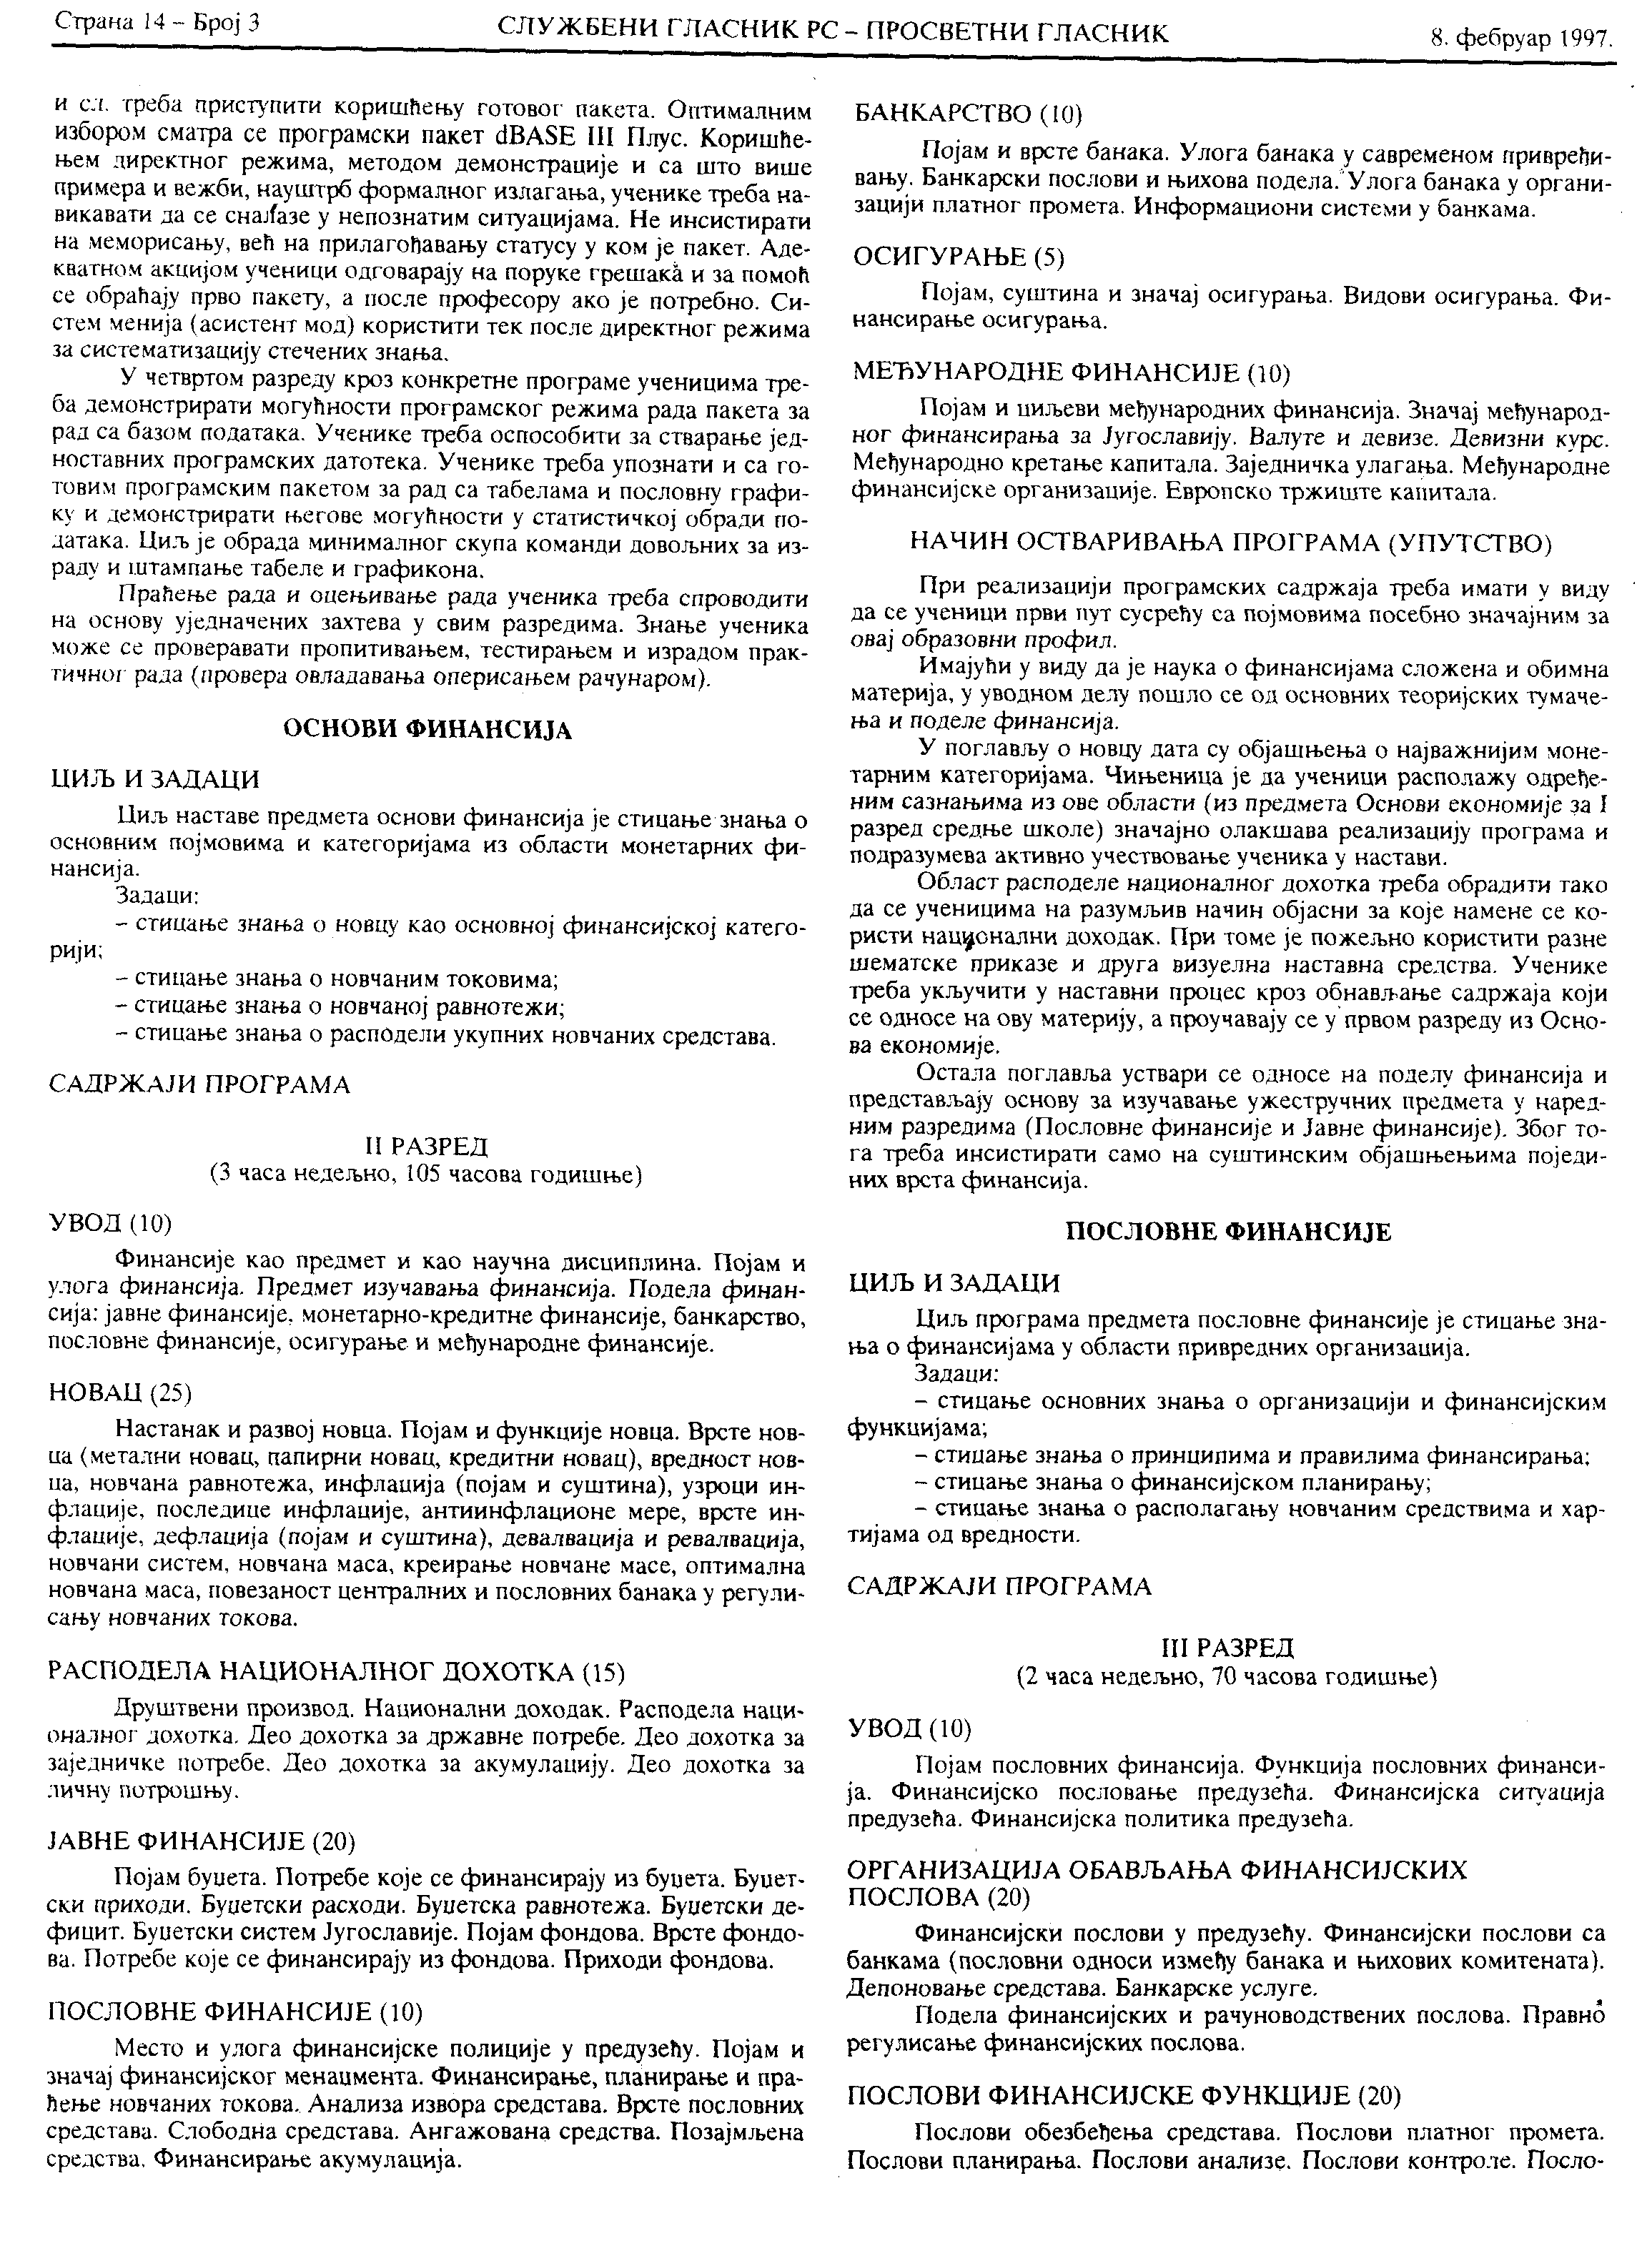 Страна 14 – Број 3
СЛУЖБЕНИ ГЛАСНИК РС – ПРОСВЕТНИ ГЛАСНИК
8. фебруар 1997.
и сл. треба приступити коришћењу готовог пакета. Оптималним
избором сматра се програмски пакет dBASE III Плус. Коришће-
њем директног режима, методом демонстрације и са што више
примера и вежби, науштрб формалног излагања, ученике треба на-
викавати да се снаљазе у непознатим ситуацијама. Не инсистирати
на меморисању, већ на прилагођавању статусу у ком је пакет. Аде-
кватном акцијом ученици одговарају на поруке грешака и за помоћ
се обраћају прво пакету, а после професору ако је потребно. Си-
стем менија (асистент мод) користити тек после директног режима
за систематизацију стечених знања.
У четвртом разреду кроз конкретне програме ученицима тре-
ба демонстрирати могућности програмског режима рада пакета за
рад са базом података. Ученике треба оспособити за стварање јед-
ноставних програмских датотека. Ученике треба упознати и са го-
товим програмским пакетом за рад са табелама и пословну графи-
ку и демонстрирати његове могућности у статистичкој обради по-
датака. Циљ је обрада минималног скупа команди довољних за из-
раду и штампање табеле и графикона.
Праћење рада и оцењивање рада ученика треба спроводити
на основу уједначених захтева у свим разредима. Знање ученика
може се проверавати пропитивањем, тестирањем и израдом прак-
тичног рада (провера овладавања оперисањем рачунаром).
ОСНОВИ ФИНАНСИЈА
ЦИЉ И ЗАДАЦИ
Циљ наставе предмета основи финансија је стицање знања о
основним појмовима и категоријама из области монетарних фи-
нансија.
Задаци:
– стицање знања о новцу као основној финансијској катего-
рији;
– стицање знања о новчаним токовима;
– стицање знања о новчаној равнотежи;
– стицање знања о расподели укупних новчаних средстава.
САДРЖАЈИ ПРОГРАМА
II РАЗРЕД
(3 часа недељно, 105 часова годишње)
УВОД (10)
Финансије као предмет и као научна дисциплина. Појам и
улога финансија. Предмет изучавања финансија. Подела финан-
сија: јавне финансије, монетарно-кредитне финансије, банкарство,
пословне финансије, осигурање и међународне финансије.
НОВАЦ (25)
Настанак и развој новца. Појам и функције новца. Врсте нов-
ца (метални новац, папирни новац, кредитни новац), вредност нов-
ца, новчана равнотежа, инфлација (појам и суштина), узроци ин-
флације, последице инфлације, антиинфлационе мере, врсте ин-
флације, дефлација (појам и суштина), девалвација и ревалвација,
новчани систем, новчана маса, креирање новчане масе, оптимална
новчана маса, повезаност централних и пословних банака у регули-
сању новчаних токова.
РАСПОДЕЛА НАЦИОНАЛНОГ ДОХОТКА (15)
Друштвени производ. Национални доходак. Расподела наци-
оналног дохотка. Део дохотка за државне потребе. Део дохотка за
заједничке потребе. Део дохотка за акумулацију. Део дохотка за
личну потрошњу.
ЈАВНЕ ФИНАНСИЈЕ (20)
Појам буџета. Потребе које се финансирају из буџета. Буџет-
ски приходи. Буџетски расходи. Буџетска равнотежа. Буџетски де-
фицит. Буџетски систем Југославије. Појам фондова. Врсте фондо-
ва. Потребе које се финансирају из фондова. Приходи фондова.
ПОСЛОВНЕ ФИНАНСИЈЕ (10)
Место и улога финансијске полиције у предузећу. Појам и
значај финансијског менаџмента. Финансирање, планирање и пра-
ћење новчаних токова. Анализа извора средстава. Врсте пословних
средстава. Слободна средстава. Ангажована средства. Позајмљена
средства. Финансирање акумулација.
БАНКАРСТВО (10)
Појам и врсте банака. Улога банака у савременом привређи-
вању. Банкарски послови и њихова подела. Улога банака у органи-
зацији платног промета. Информациони системи у банкама.
ОСИГУРАЊЕ (5)
Појам, суштина и значај осигурања. Видови осигурања. Фи-
нансирање осигурања.
МЕЂУНАРОДНЕ ФИНАНСИЈЕ (10)
Појам и циљеви међународних финансија. Значај међународ-
ног финансирања за Југославију. Валуте и девизе. Девизни курс.
Међународно кретање капитала. Заједничка улагања. Међународне
финансијске организације. Европско тржиште капитала.
НАЧИН ОСТВАРИВАЊА ПРОГРАМА (УПУТСТВО)
При реализацији програмских садржаја треба имати у виду
да се ученици први пут сусрећу са појмовима посебно значајним за
овај образовни профил.
Имајући у виду да је наука о финансијама сложена и обимна
материја, у уводном делу пошло се од основних теоријских тумаче-
ња и поделе финансија.
У поглављу о новцу дата су објашњења о најважнијим моне-
тарним категоријама. Чињеница је да ученици располажу одређе-
ним сазнањима из ове области (из предмета Основи економије за I
разред средње школе) значајно олакшава реализацију програма и
подразумева активно учествовање ученика у настави.
Област расподеле националног дохотка треба обрадити тако
да се ученицима на разумљив начин објасни за које намене се ко-
ристи национални доходак. При томе је пожељно користити разне
шематске приказе и друга визуелна наставна средства. Ученике
треба укључити у наставни процес кроз обнављање садржаја који
се односе на ову материју, а проучавају се у првом разреду из Осно-
ва економије.
Остала поглавља уствари се односе на поделу финансија и
представљају основу за изучавање ужестручних предмета у наред-
ним разредима (Пословне финансије и Јавне финансије). Због то-
га треба инсистирати само на суштинским објашњењима поједи-
них врста финансија.
ПОСЛОВНЕ ФИНАНСИЈЕ
ЦИЉ И ЗАДАЦИ
Циљ програма предмета пословне финансије је стицање зна-
ња о финансијама у области привредних организација.
Задаци:
– стицање основних знања о организацији и финансијским
функцијама;
– стицање знања о принципима и правилима финансирања;
– стицање знања о финансијском планирању;
– стицање знања о располагању новчаним средствима и хар-
тијама од вредности.
САДРЖАЈИ ПРОГРАМА
III РАЗРЕД
(2 часа недељно, 70 часова годишње)
УВОД (10)
Појам пословних финансија. Функција пословних финанси-
ја. Финансијско пословање предузећа. Финансијска ситуација
предузећа. Финансијска политика предузећа.
ОРГАНИЗАЦИЈА ОБАВЉАЊА ФИНАНСИЈСКИХ
ПОСЛОВА (20)
Финансијски послови у предузећу. Финансијски послови са
банкама (пословни односи између банака и њихових комитената).
Депоновање средстава. Банкарске услуге.
Подела финансијских и рачуноводствених послова. Правно
регулисање финансијских послова.
ПОСЛОВИ ФИНАНСИЈСКЕ ФУНКЦИЈЕ (20)
Послови обезбеђења средстава. Послови платног промета.
Послови планирања. Послови анализе. Послови контроле. Посло-